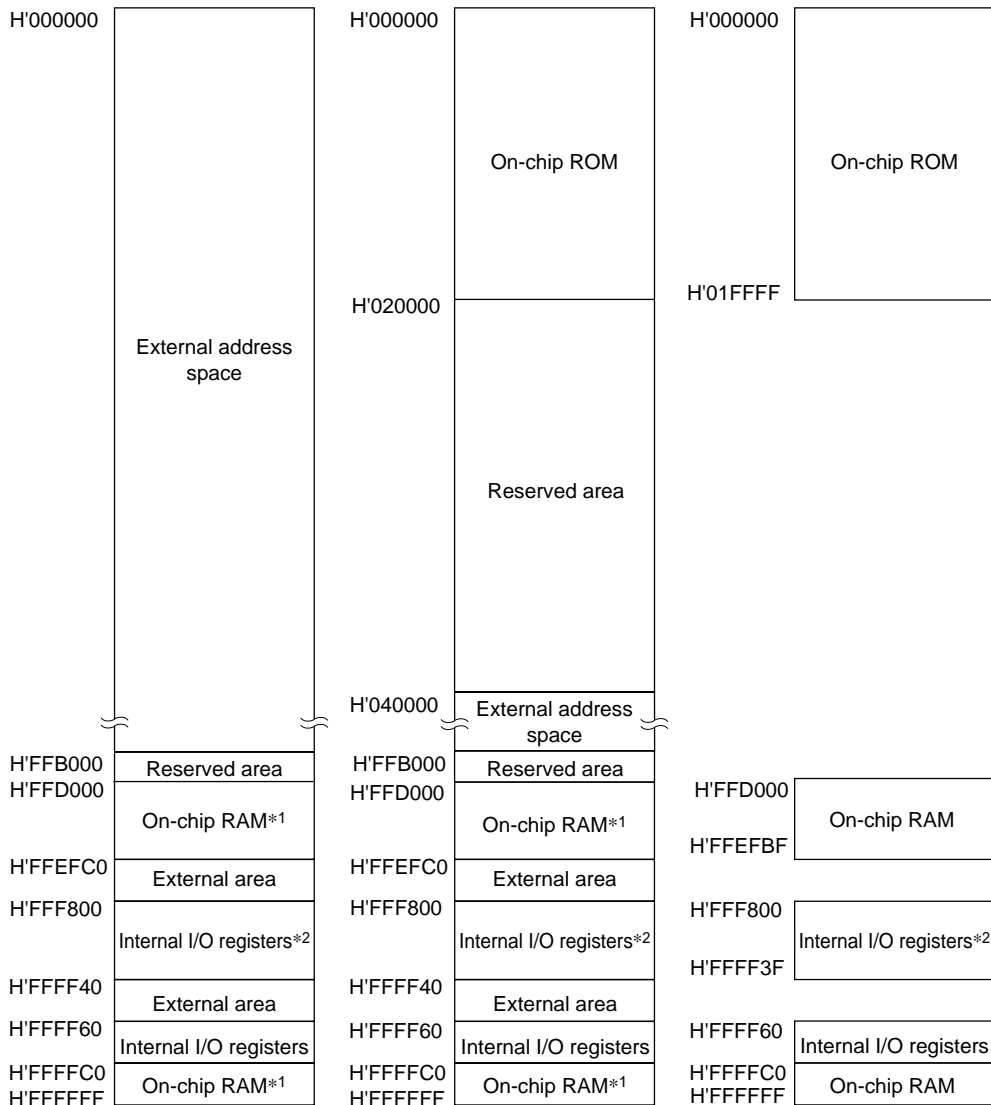 H'000000
External address
space
H'FFB000
Reserved area
H'FFD000
On-chip RAM*1
H'FFEFC0
External area
H'FFF800
Internal I/O registers*2
H'FFFF40
External area
H'FFFF60
Internal I/O registers
H'FFFFC0
On-chip RAM*1
H'FFFFFF
H'000000
On-chip ROM
H'020000
Reserved area
H'040000
External address
space
H'FFB000
Reserved area
H'FFD000
On-chip RAM*1
H'FFEFC0
External area
H'FFF800
Internal I/O registers*2
H'FFFF40
External area
H'FFFF60
Internal I/O registers
H'FFFFC0
On-chip RAM*1
H'FFFFFF
H'000000
On-chip ROM
H'01FFFF
H'FFD000
On-chip RAM
H'FFEFBF
H'FFF800
Internal I/O registers*2
H'FFFF3F
H'FFFF60
Internal I/O registers
H'FFFFC0
On-chip RAM
H'FFFFFF